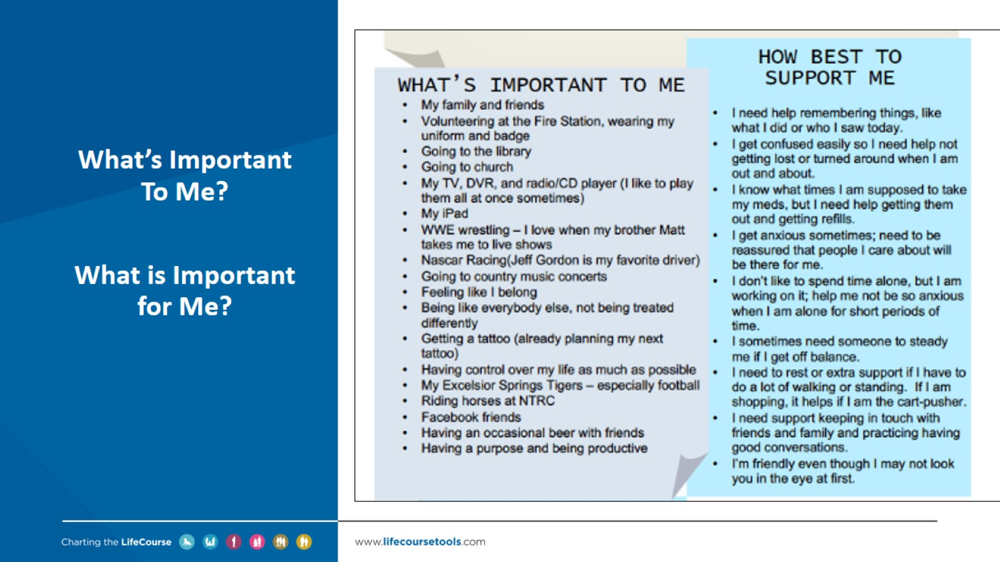 What's Important
To Me?
What is Important
for Me?
WHAT'S IMPORTANT TO ME
• My family and friends
• Volunteering at the Fire Station, wearing my
uniform and badge
• Going to the library
• Going to church
• My TV, DVR, and radio/CD player (I like to play
them all at once sometimes)
• My iPad
• WWE wrestling – I love when my brother Matt
takes me to live shows
• Nascar Racing(Jeff Gordon is my favorite driver)
• Going to country music concerts
• Feeling like I belong
• Being like everybody else, not being treated
differently
• Getting a tattoo (already planning my next
tattoo)
• Having control over my life as much as possible
• My Excelsior Springs Tigers – especially football
• Riding horses at NTRC
• Facebook friends
• Having an occasional beer with friends
• Having a purpose and being productive
HOW BEST TO
SUPPORT ME
• I need help remembering things, like
what I did or who I saw today.
• I get confused easily so I need help not
getting lost or turned around when I am
out and about.
• I know what times I am supposed to take
my meds, but I need help getting them
out and getting refills.
• I get anxious sometimes; need to be
reassured that people I care about will
be there for me.
• I don't like to spend time alone, but I am
working on it; help me not be so anxious
when I am alone for short periods of
time.
• I sometimes need someone to steady
me if I get off balance.
• I need to rest or extra support if I have to
do a lot of walking or standing. If I am
shopping, it helps if I am the cart-pusher.
• I need support keeping in touch with
friends and family and practicing having
good conversations.
• I'm friendly even though I may not look
you in the eye at first.
Charting the LifeCourse
www.lifecoursetools.com